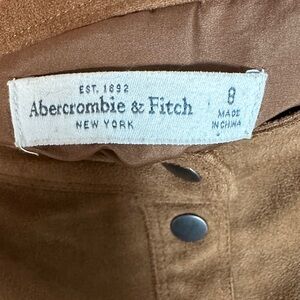 EST. 1892
Abercrombie & Fitch
NEW YORK
8
MADE
IN CHINA